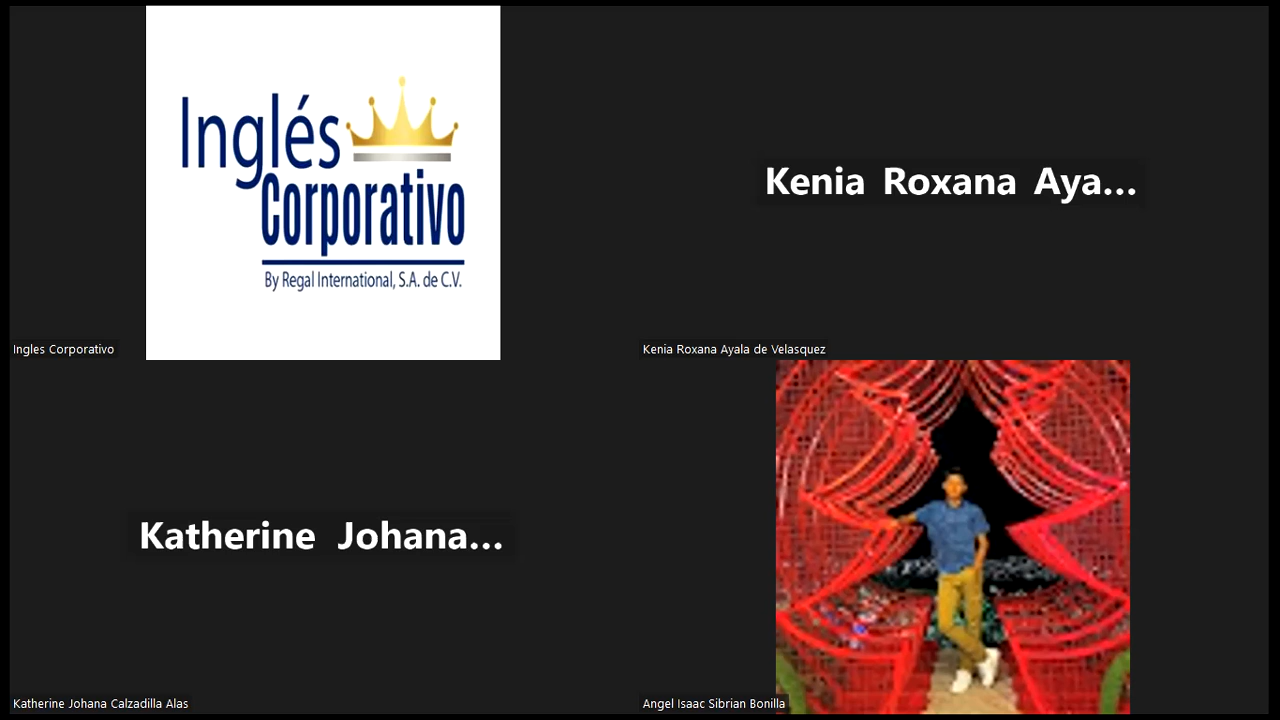 Inglés
Corporativo
By Regal International, S.A. de C.V.
Ingles Corporativo
Kenia Roxana Aya...
Kenia Roxana Ayala de Velasquez
Katherine Johana...
Katherine Johana Calzadilla Alas
Angel Isaac Sibrian Bonilla